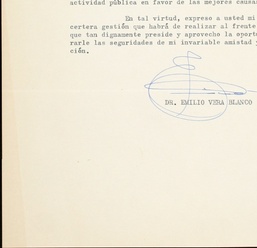 actividad pública en favor de las mejores causas
En tal virtud, expreso a usted mi
certera gestión que habrá de realizar al frente
que tan dignamente preside y aprovecho la oport
rarle las seguridades de mi invariable amistad y
ción.
DR. EMILIO VERA BLANCO